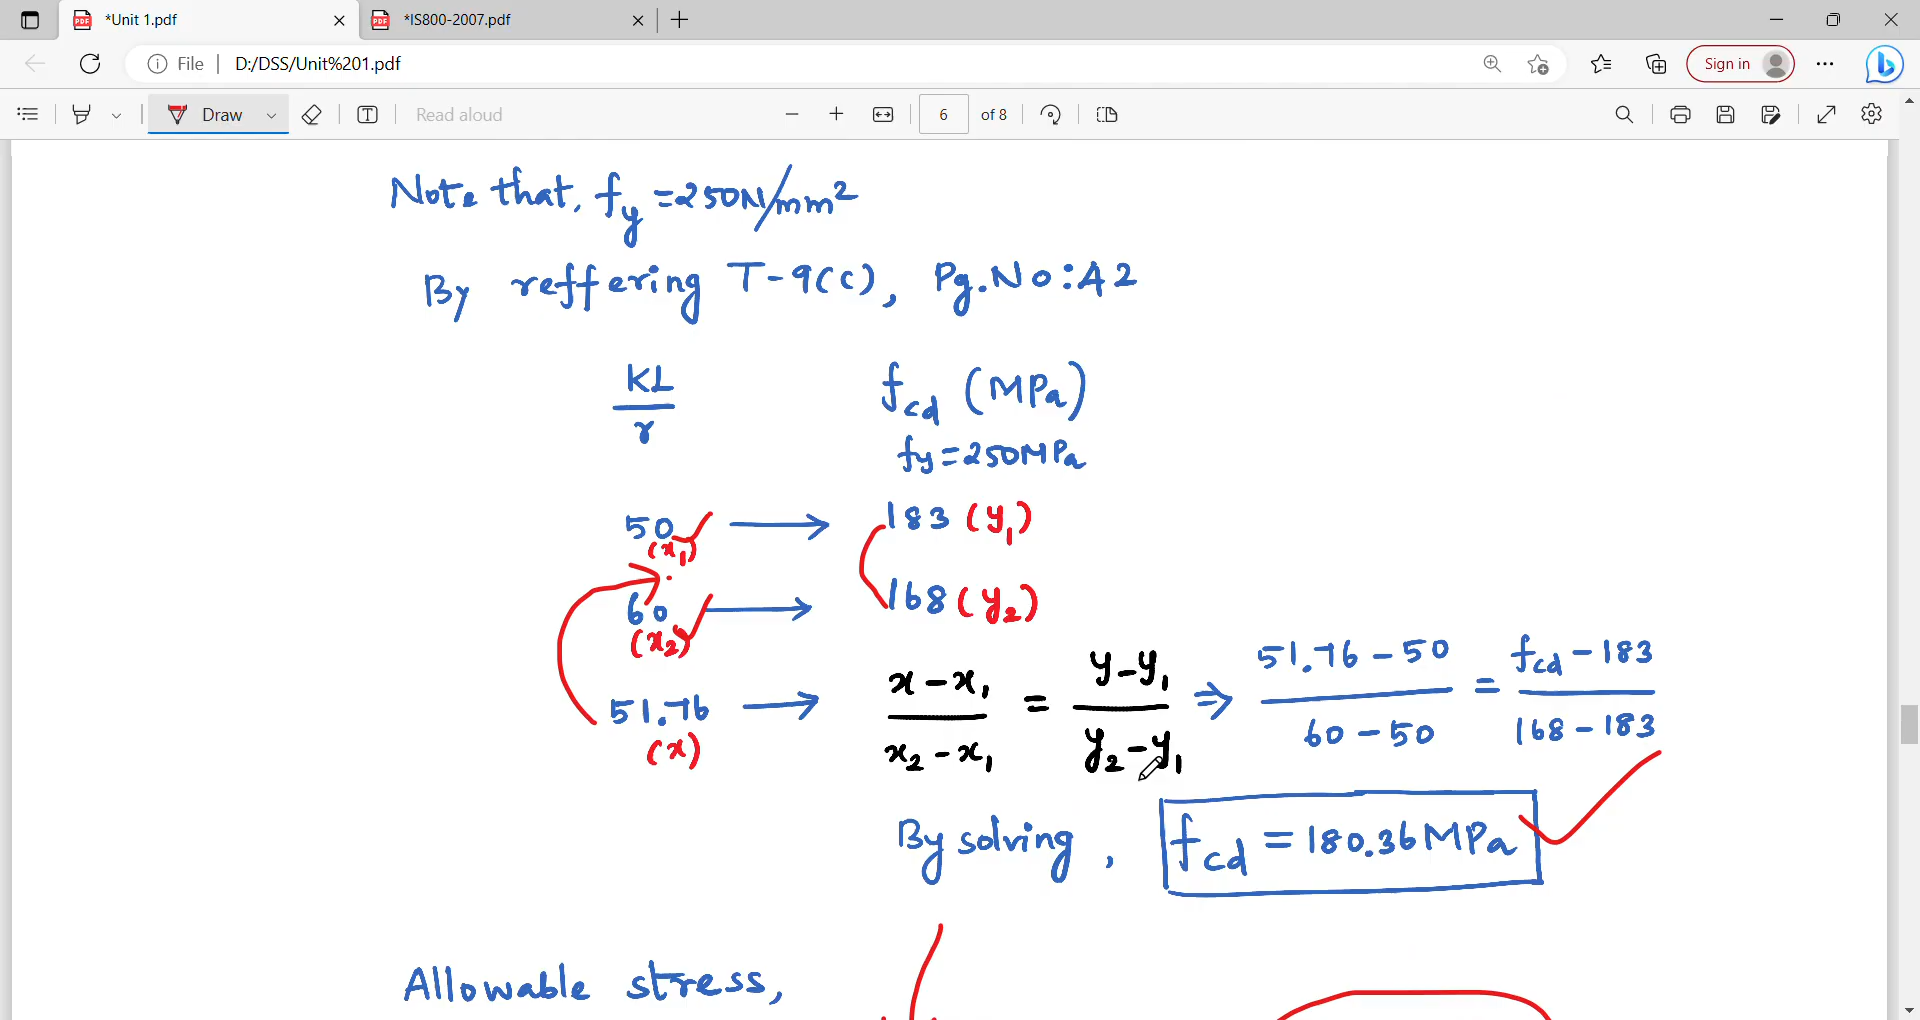 *Unit 1.pdf
*IS800-2007.pdf
File
D:/DSS/Unit%201.pdf
Sign in
Draw
Read aloud
6
of 8
Note that, fy =250N/mm²
By reffering T-9(c), Pg.No:42
KL/r
fcd (MPa)
fy=250MPa
50 → 183 (y₁)
(x₁)
60 → 168 (y₂)
(x₂)
51.76 → (x-x₁)/(x₂-x₁) = (y-y₁)/(y₂-y₁) ⇒ (51.76-50)/(60-50) = (fcd-183)/(168-183)
(x)
By solving, fcd = 180.36MPa
Allowable stress,